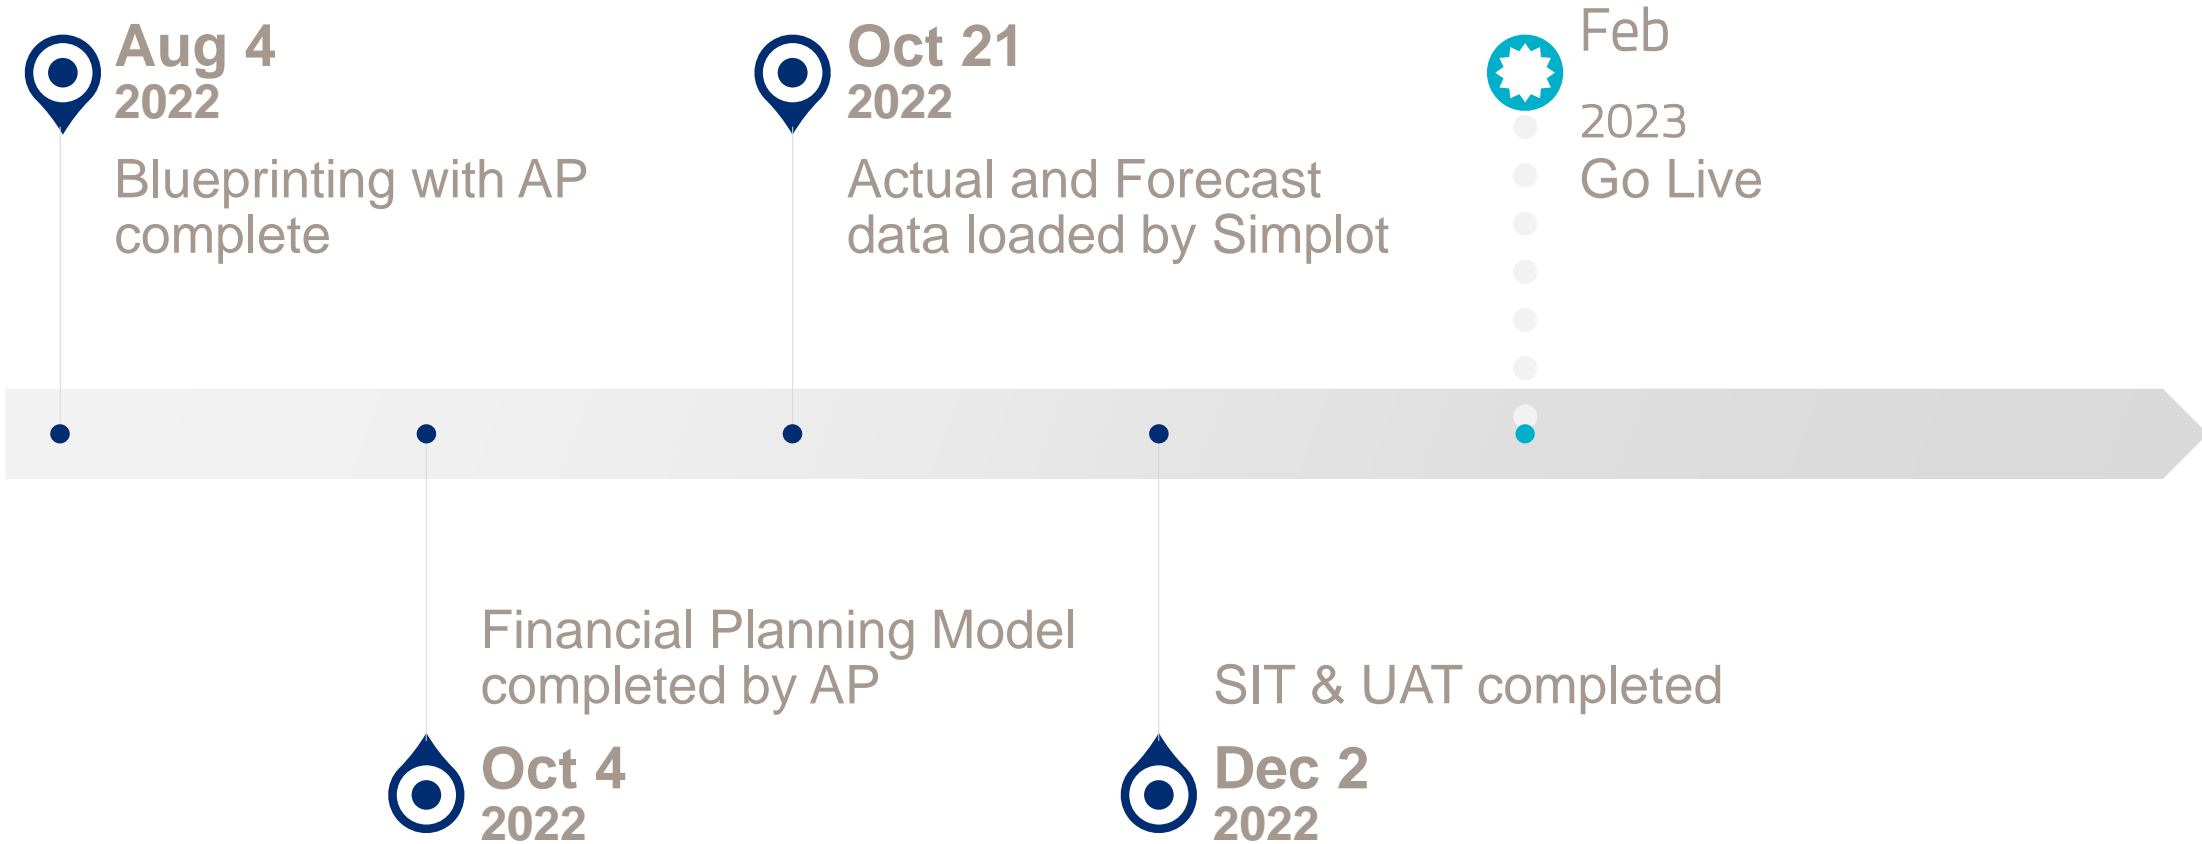 Aug 4
2022
Blueprinting with AP
complete
Oct 21
2022
Actual and Forecast
data loaded by Simplot
Feb
2023
Go Live
Financial Planning Model
completed by AP
Oct 4
2022
SIT & UAT completed
Dec 2
2022